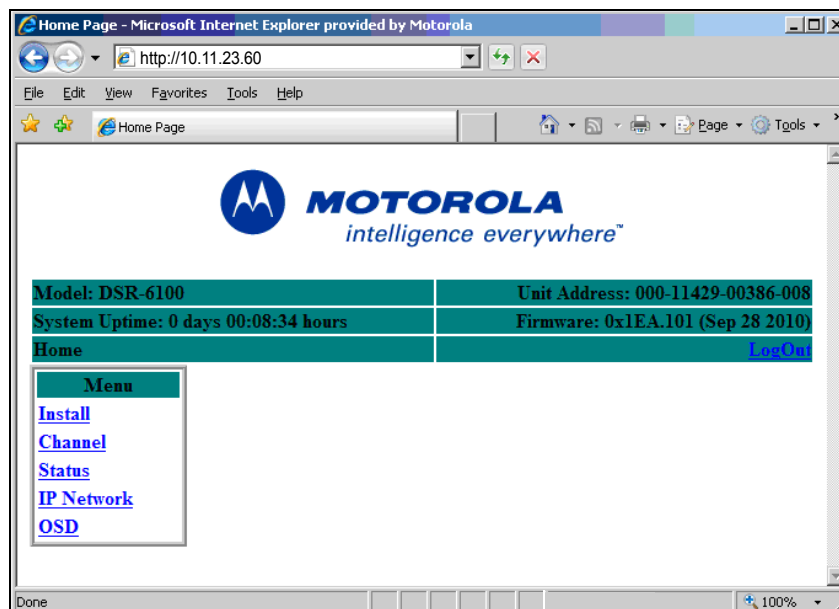 Home Page - Microsoft Internet Explorer provided by Motorola
http://10.11.23.60
File Edit View Favorites Tools Help
Home Page Page Tools
MOTOROLA
intelligence everywhere™
Model: DSR-6100 Unit Address: 000-11429-00386-008
System Uptime: 0 days 00:08:34 hours Firmware: 0x1EA.101 (Sep 28 2010)
Home LogOut
Menu
Install
Channel
Status
IP Network
OSD
Done 100%